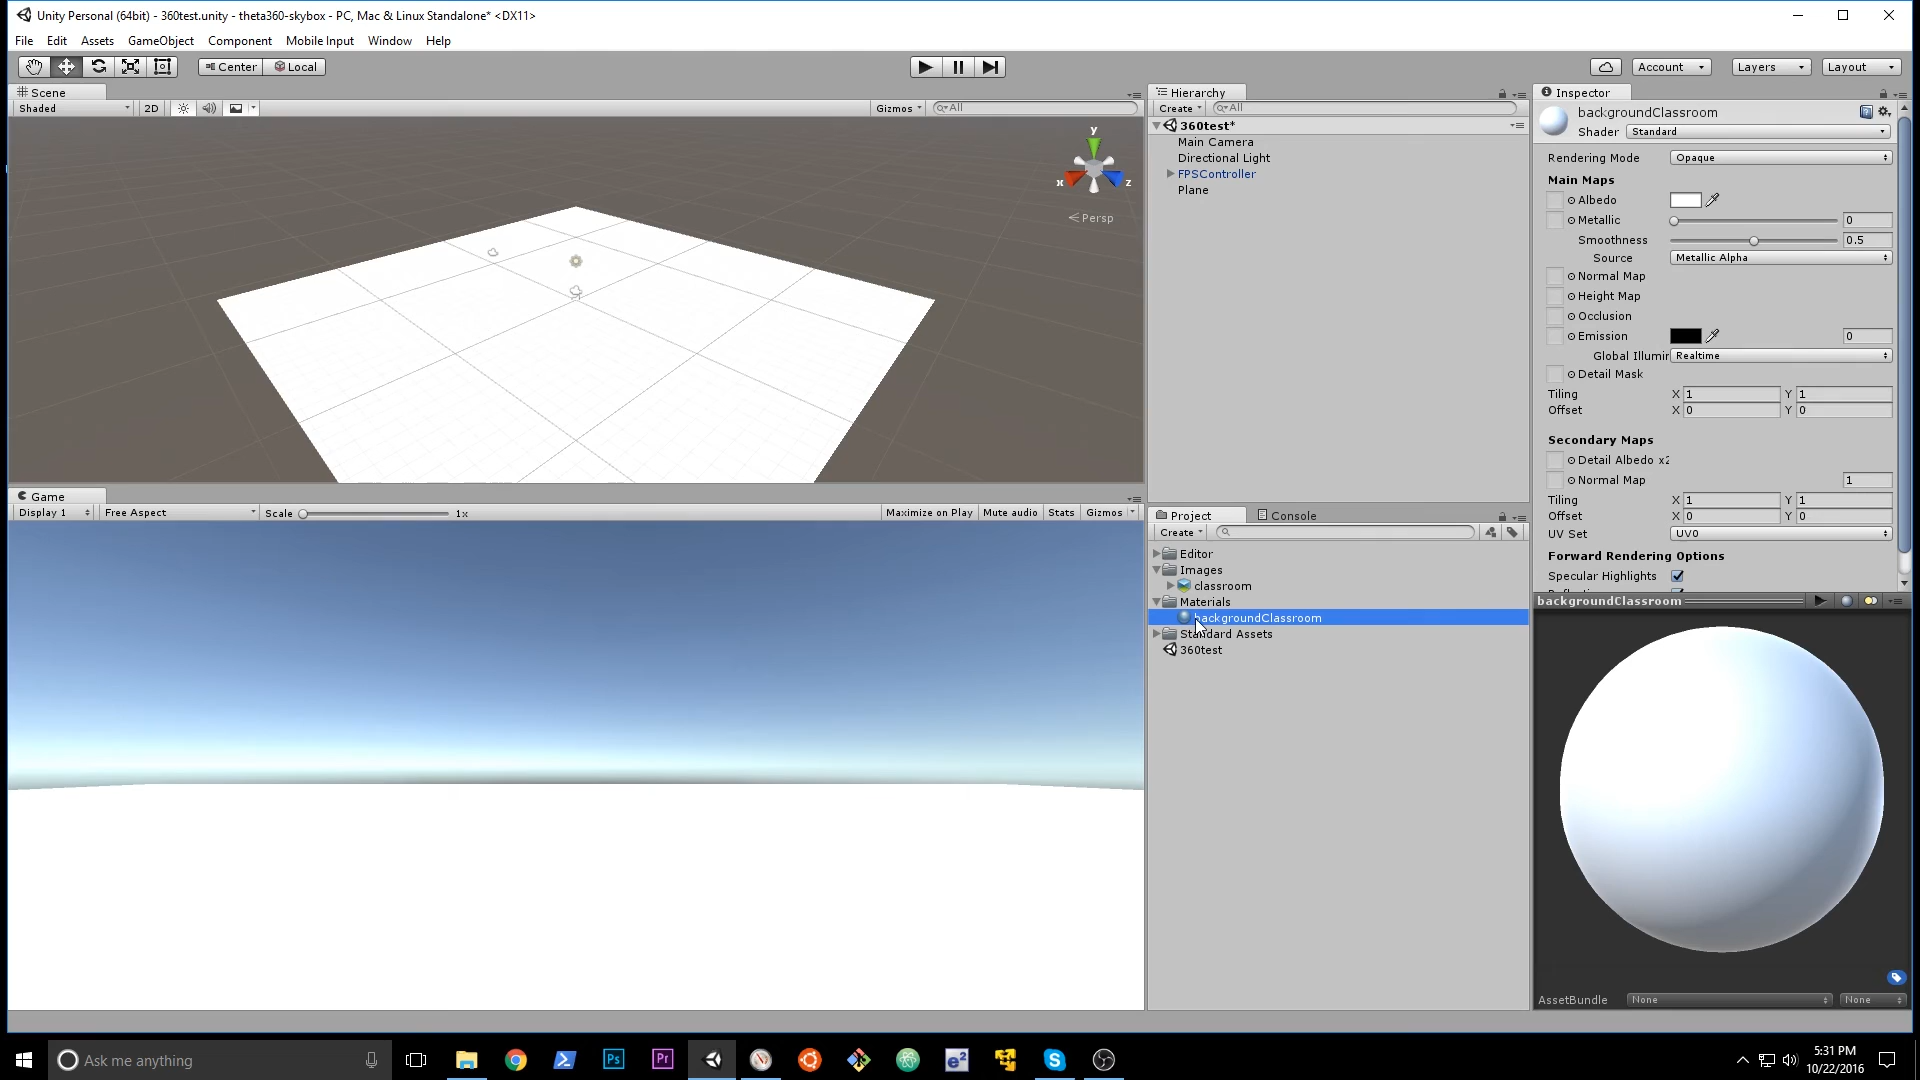 Unity Personal (64bit) - 360test.unity - theta360-skybox - PC, Mac & Linux Standalone* <DX11>
File Edit Assets GameObject Component Mobile Input Window Help
Center Local Account Layers Layout
Scene
Shaded 2D Gizmos All
y
x z
Persp
Game
Display 1 Free Aspect Scale 1x Maximize on Play Mute audio Stats Gizmos
Hierarchy
Create All
360test*
Main Camera
Directional Light
FPSController
Plane
Project Console
Create
Editor
Images
classroom
Materials
backgroundClassroom
Standard Assets
360test
Inspector
backgroundClassroom
Shader Standard
Rendering Mode Opaque
Main Maps
Albedo
Metallic 0
Smoothness 0.5
Source Metallic Alpha
Normal Map
Height Map
Occlusion
Emission 0
Global Illumir Realtime
Detail Mask
Tiling X 1 Y 1
Offset X 0 Y 0
Secondary Maps
Detail Albedo x2
Normal Map 1
Tiling X 1 Y 1
Offset X 0 Y 0
UV Set UV0
Forward Rendering Options
Specular Highlights
backgroundClassroom
AssetBundle None None
Ask me anything Ps Pr 5:31 PM
10/22/2016